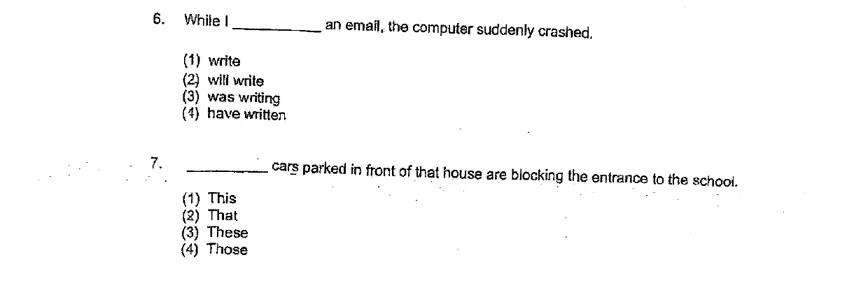 6. While I __________ an email, the computer suddenly crashed.
(1) write
(2) will write
(3) was writing
(4) have written
7. __________ cars parked in front of that house are blocking the entrance to the school.
(1) This
(2) That
(3) These
(4) Those